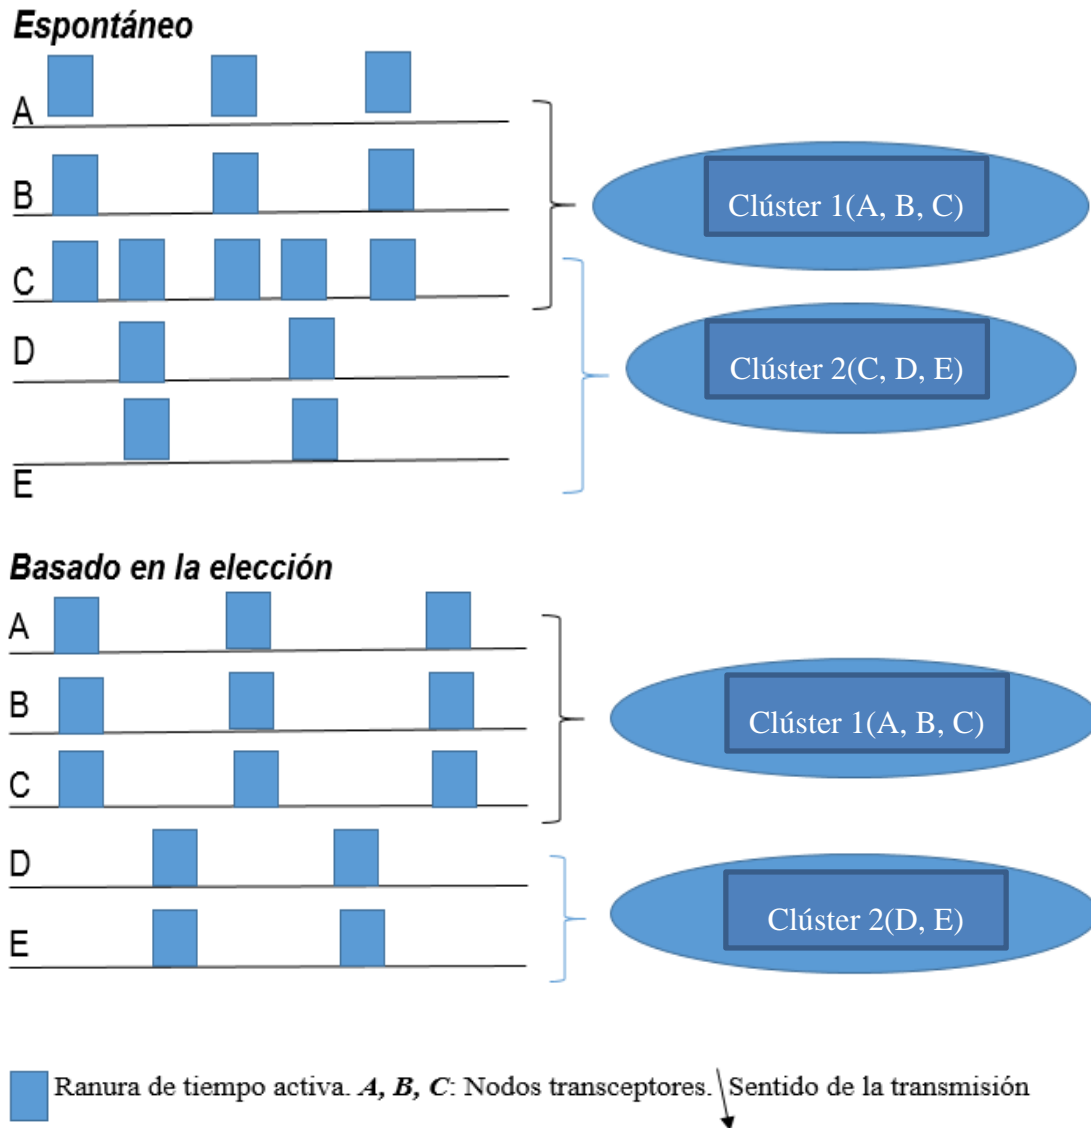 Espontáneo
A
Clúster 1(A, B, C)
B
C
Clúster 2(C, D, E)
D
E
Basado en la elección
A
B
Clúster 1(A, B, C)
C
D
Clúster 2(D, E)
E
Ranura de tiempo activa. A, B, C: Nodos transceptores. Sentido de la transmisión